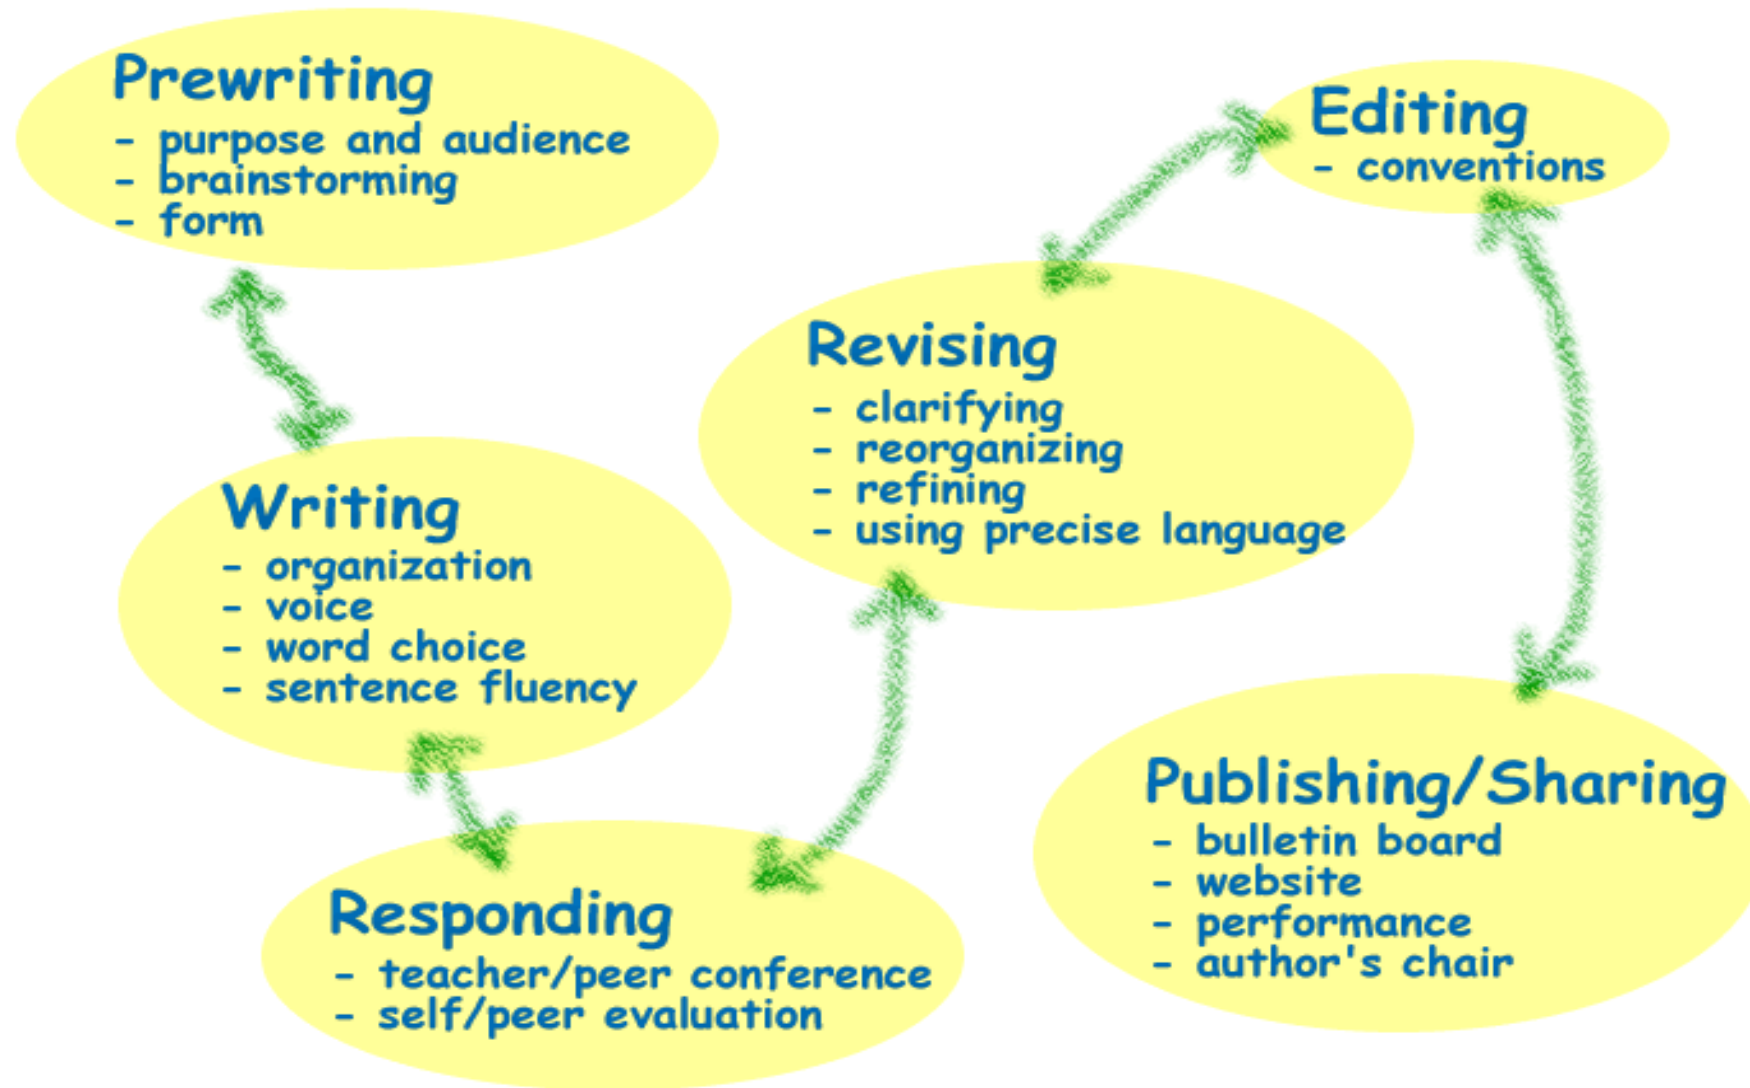 Prewriting
- purpose and audience
- brainstorming
- form
Writing
- organization
- voice
- word choice
- sentence fluency
Responding
- teacher/peer conference
- self/peer evaluation
Revising
- clarifying
- reorganizing
- refining
- using precise language
Editing
- conventions
Publishing/Sharing
- bulletin board
- website
- performance
- author's chair